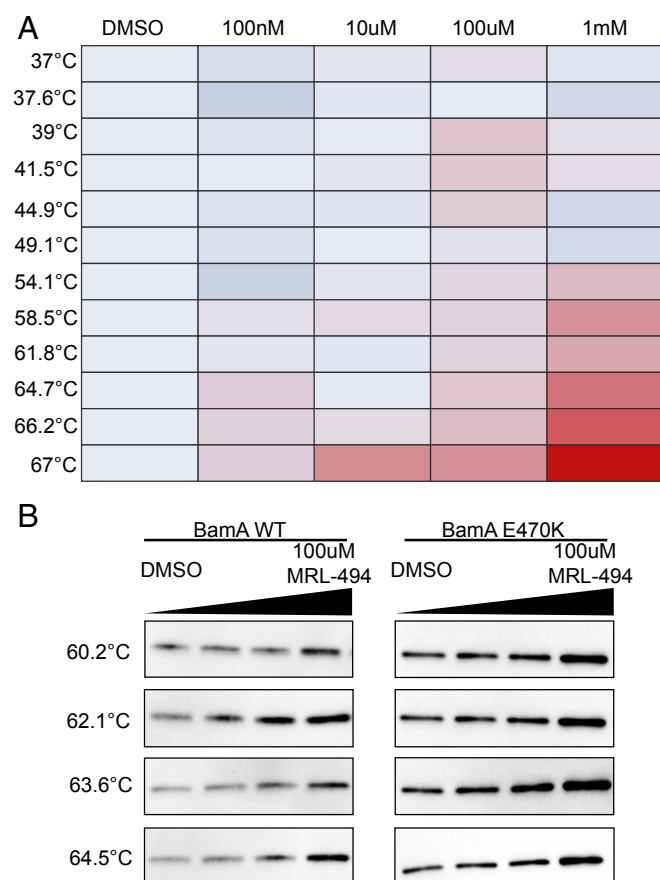 A
DMSO 100nM 10uM 100uM 1mM
37°C
37.6°C
39°C
41.5°C
44.9°C
49.1°C
54.1°C
58.5°C
61.8°C
64.7°C
66.2°C
67°C
B
BamA WT BamA E470K
DMSO 100uM MRL-494 DMSO 100uM MRL-494
60.2°C
62.1°C
63.6°C
64.5°C